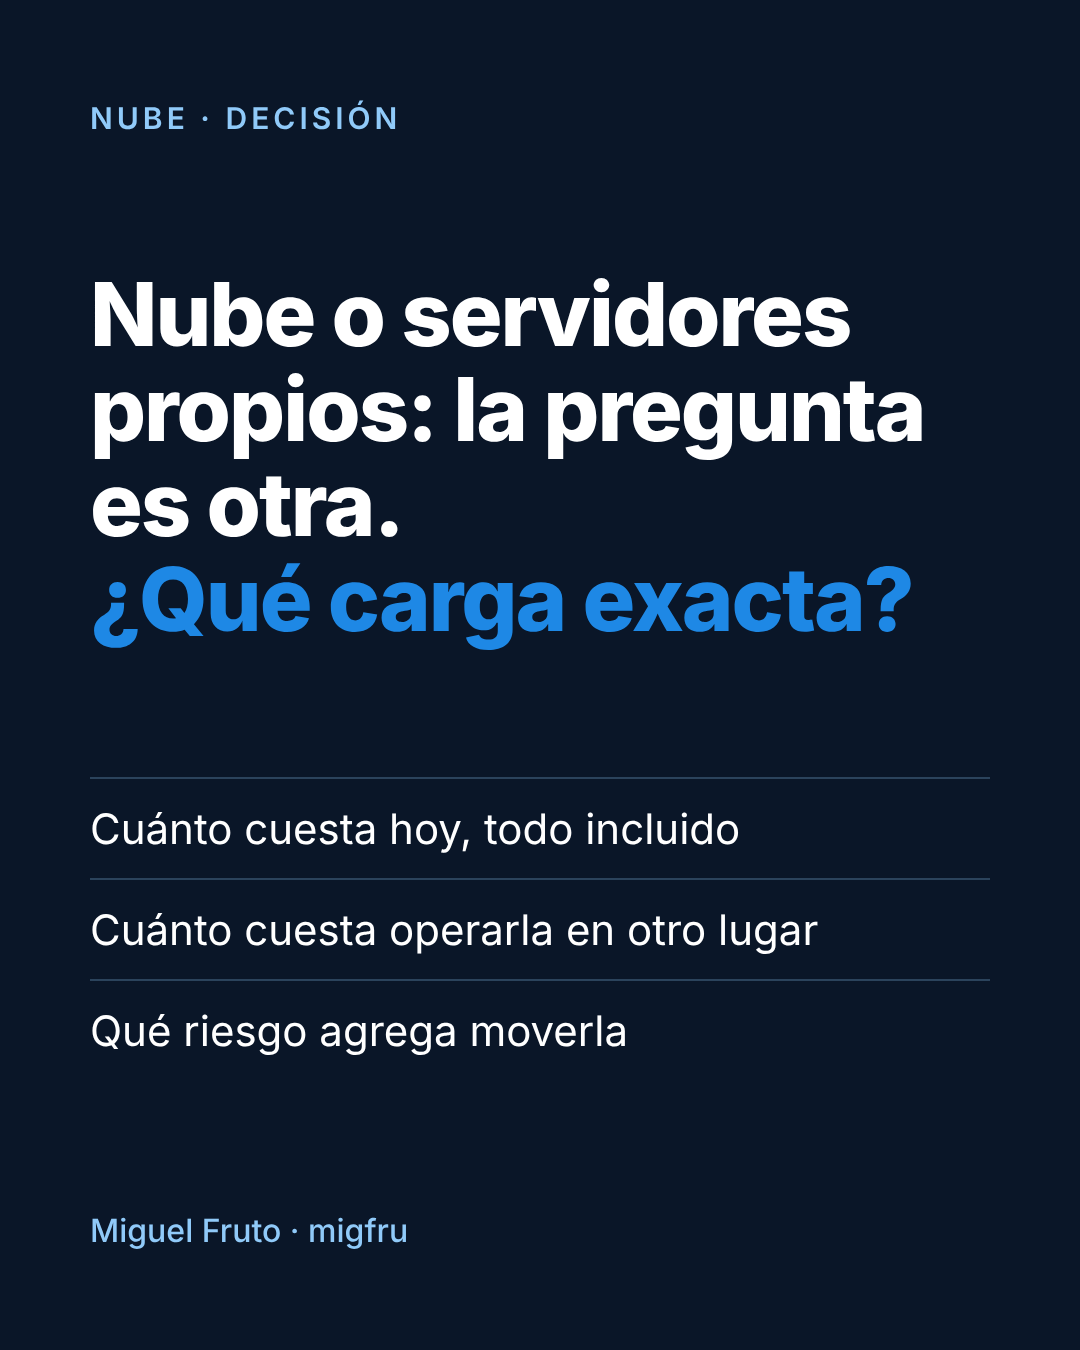 NUBE · DECISIÓN
Nube o servidores
propios: la pregunta
es otra.
¿Qué carga exacta?
Cuánto cuesta hoy, todo incluido
Cuánto cuesta operarla en otro lugar
Qué riesgo agrega moverla
Miguel Fruto · migfru